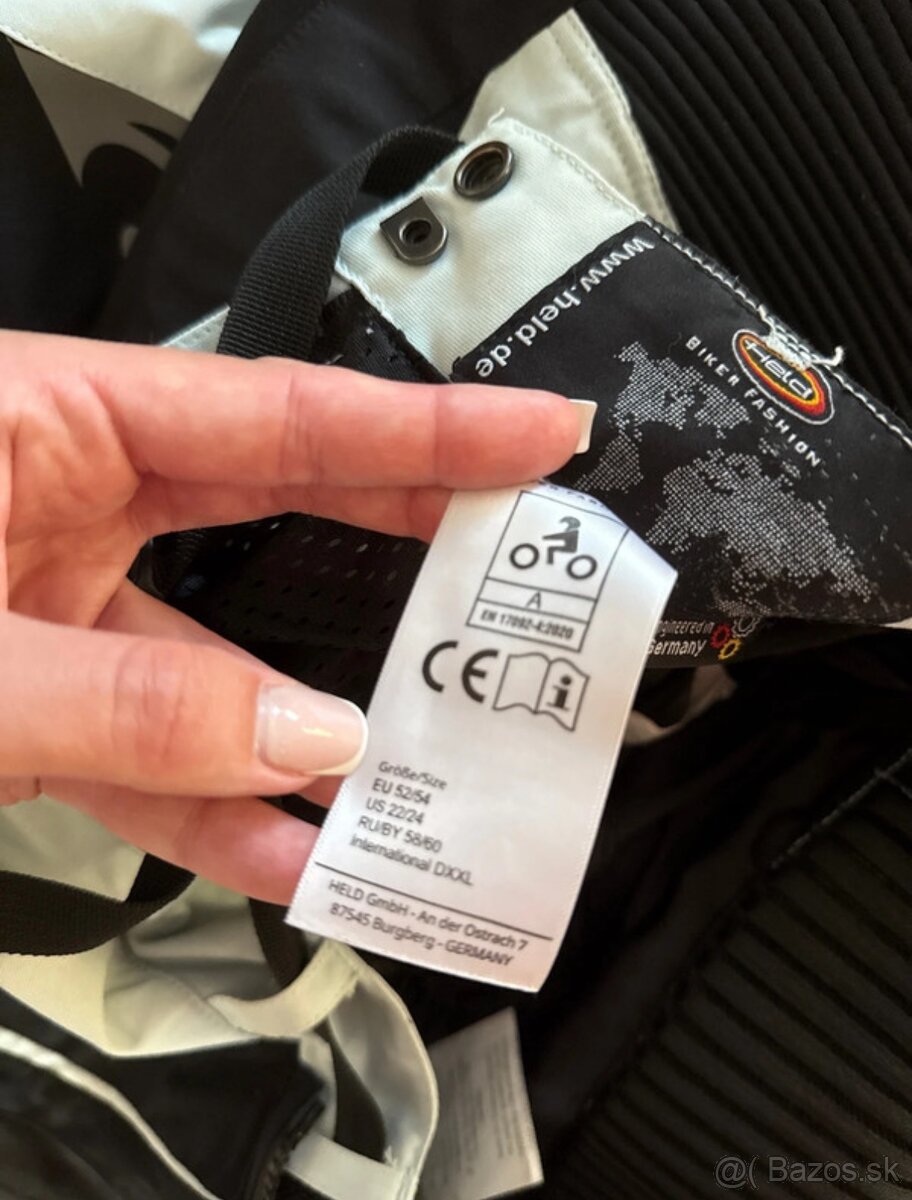 www.held.de
Held
BIKER FASHION
A
EN 17092-4:2020
CE
i
engineered in
Germany
Größe/Size
EU 52/54
US 22/24
RU/BY 58/60
International DXXL
HELD GmbH - An der Ostrach 7
87545 Burgberg - GERMANY
@( Bazos.sk